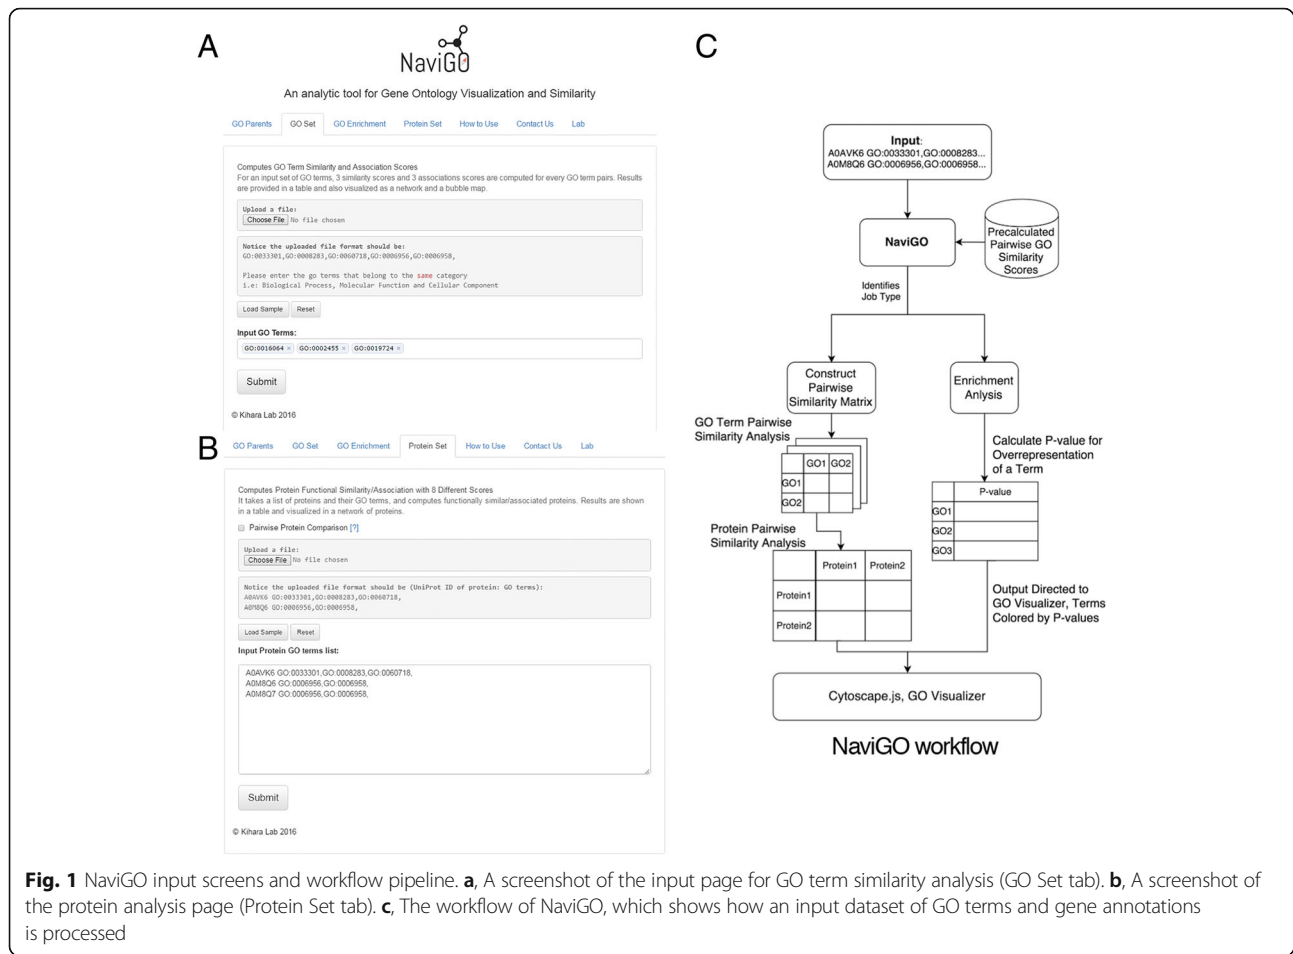 A
NaviGO
An analytic tool for Gene Ontology Visualization and Similarity
GO Parents GO Set GO Enrichment Protein Set How to Use Contact Us Lab
Computes GO Term Similarity and Association Scores
For an input set of GO terms, 3 similarity scores and 3 associations scores are computed for every GO term pairs. Results
are provided in a table and also visualized as a network and a bubble map.
Upload a file:
Choose File No file chosen
Notice the uploaded file format should be:
GO:0033301,GO:0008283,GO:0060718,GO:0006956,GO:0006958,
Please enter the go terms that belong to the same category
i.e: Biological Process, Molecular Function and Cellular Component
Load Sample Reset
Input GO Terms:
GO:0016064 × GO:0002455 × GO:0019724 ×
Submit
© Kihara Lab 2016
B
GO Parents GO Set GO Enrichment Protein Set How to Use Contact Us Lab
Computes Protein Functional Similarity/Association with 8 Different Scores
It takes a list of proteins and their GO terms, and computes functionally similar/associated proteins. Results are shown
in a table and visualized in a network of proteins.
Pairwise Protein Comparison [?]
Upload a file:
Choose File No file chosen
Notice the uploaded file format should be (UniProt ID of protein: GO terms):
A0AVK6 GO:0033301,GO:0008283,GO:0060718,
A0M8Q6 GO:0006956,GO:0006958,
Load Sample Reset
Input Protein GO terms list:
A0AVK6 GO:0033301,GO:0008283,GO:0060718,
A0M8Q6 GO:0006956,GO:0006958,
A0M8Q7 GO:0006956,GO:0006958,
Submit
© Kihara Lab 2016
C
Input:
A0AVK6 GO:0033301,GO:0008283...
A0M8Q6 GO:0006956,GO:0006958...
NaviGO
Precalculated
Pairwise GO
Similarity
Scores
Identifies
Job Type
Construct
Pairwise
Similarity Matrix
Enrichment
Anlysis
GO Term Pairwise
Similarity Analysis
GO1 GO2
GO1
GO2
Calculate P-value for
Overrepresentation
of a Term
P-value
GO1
GO2
GO3
Protein Pairwise
Similarity Analysis
Protein1 Protein2
Protein1
Protein2
Output Directed to
GO Visualizer, Terms
Colored by P-values
Cytoscape.js, GO Visualizer
NaviGO workflow
Fig. 1 NaviGO input screens and workflow pipeline. a, A screenshot of the input page for GO term similarity analysis (GO Set tab). b, A screenshot of
the protein analysis page (Protein Set tab). c, The workflow of NaviGO, which shows how an input dataset of GO terms and gene annotations
is processed